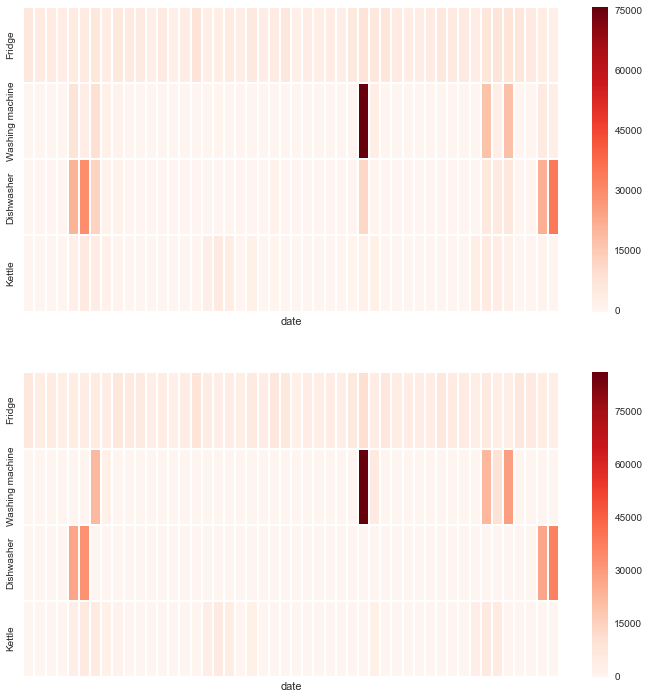 Fridge
Washing machine
Dishwasher
Kettle
date
75000
60000
45000
30000
15000
0
Fridge
Washing machine
Dishwasher
Kettle
date
75000
60000
45000
30000
15000
0